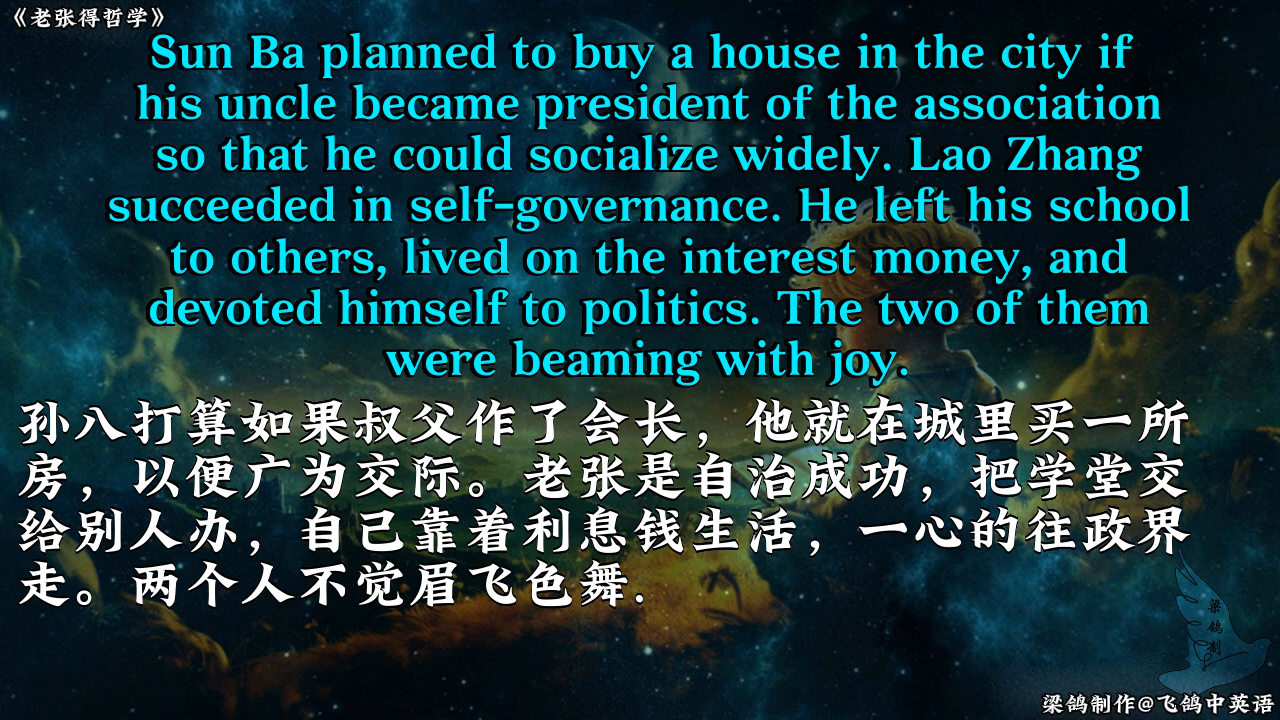 《老张得哲学》
Sun Ba planned to buy a house in the city if
his uncle became president of the association
so that he could socialize widely. Lao Zhang
succeeded in self-governance. He left his school
to others, lived on the interest money, and
devoted himself to politics. The two of them
were beaming with joy.
孙八打算如果叔父作了会长，他就在城里买一所
房，以便广为交际。老张是自治成功，把学堂交
给别人办，自己靠着利息钱生活，一心的往政界
走。两个人不觉眉飞色舞.
梁鸽制
梁鸽制作@飞鸽中英语